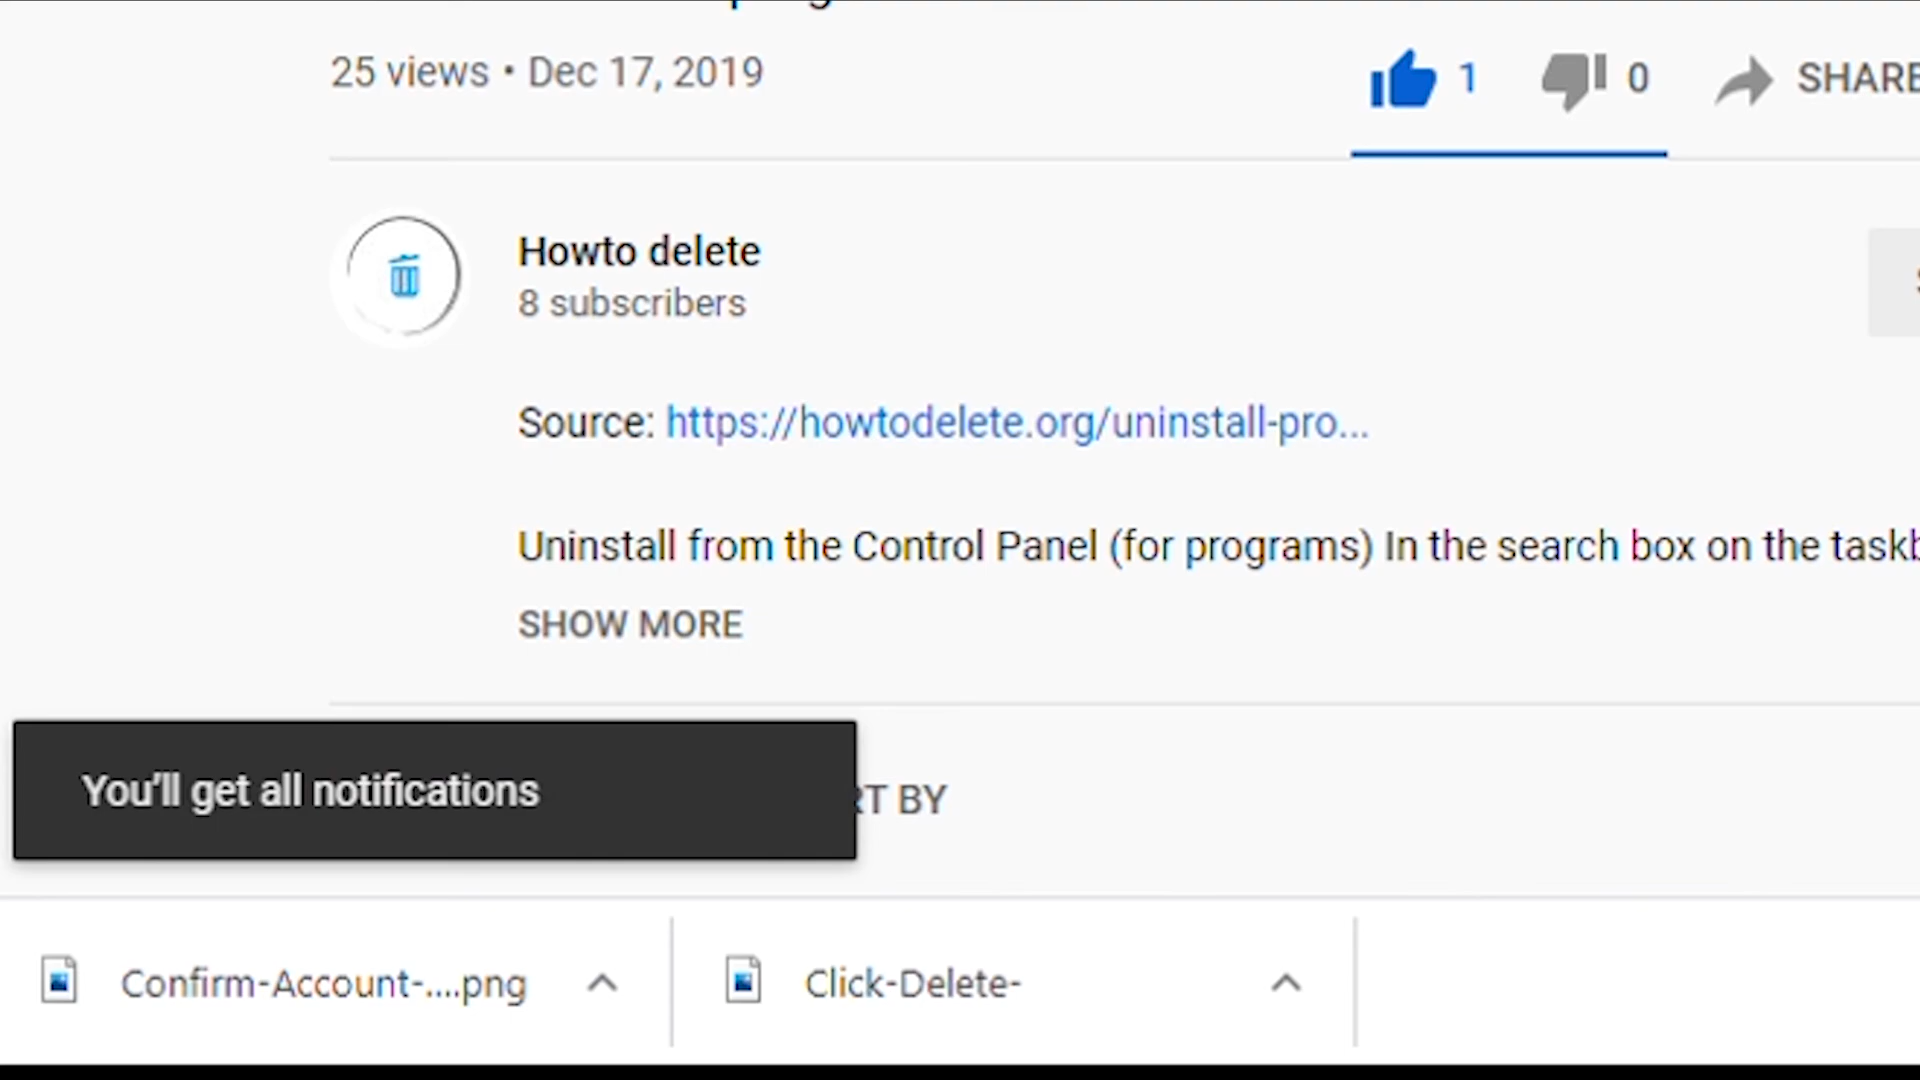 25 views • Dec 17, 2019
1
0
SHARE
Howto delete
8 subscribers
Source: https://howtodelete.org/uninstall-pro...
Uninstall from the Control Panel (for programs) In the search box on the taskb
SHOW MORE
You'll get all notifications
RT BY
Confirm-Account-....png
Click-Delete-